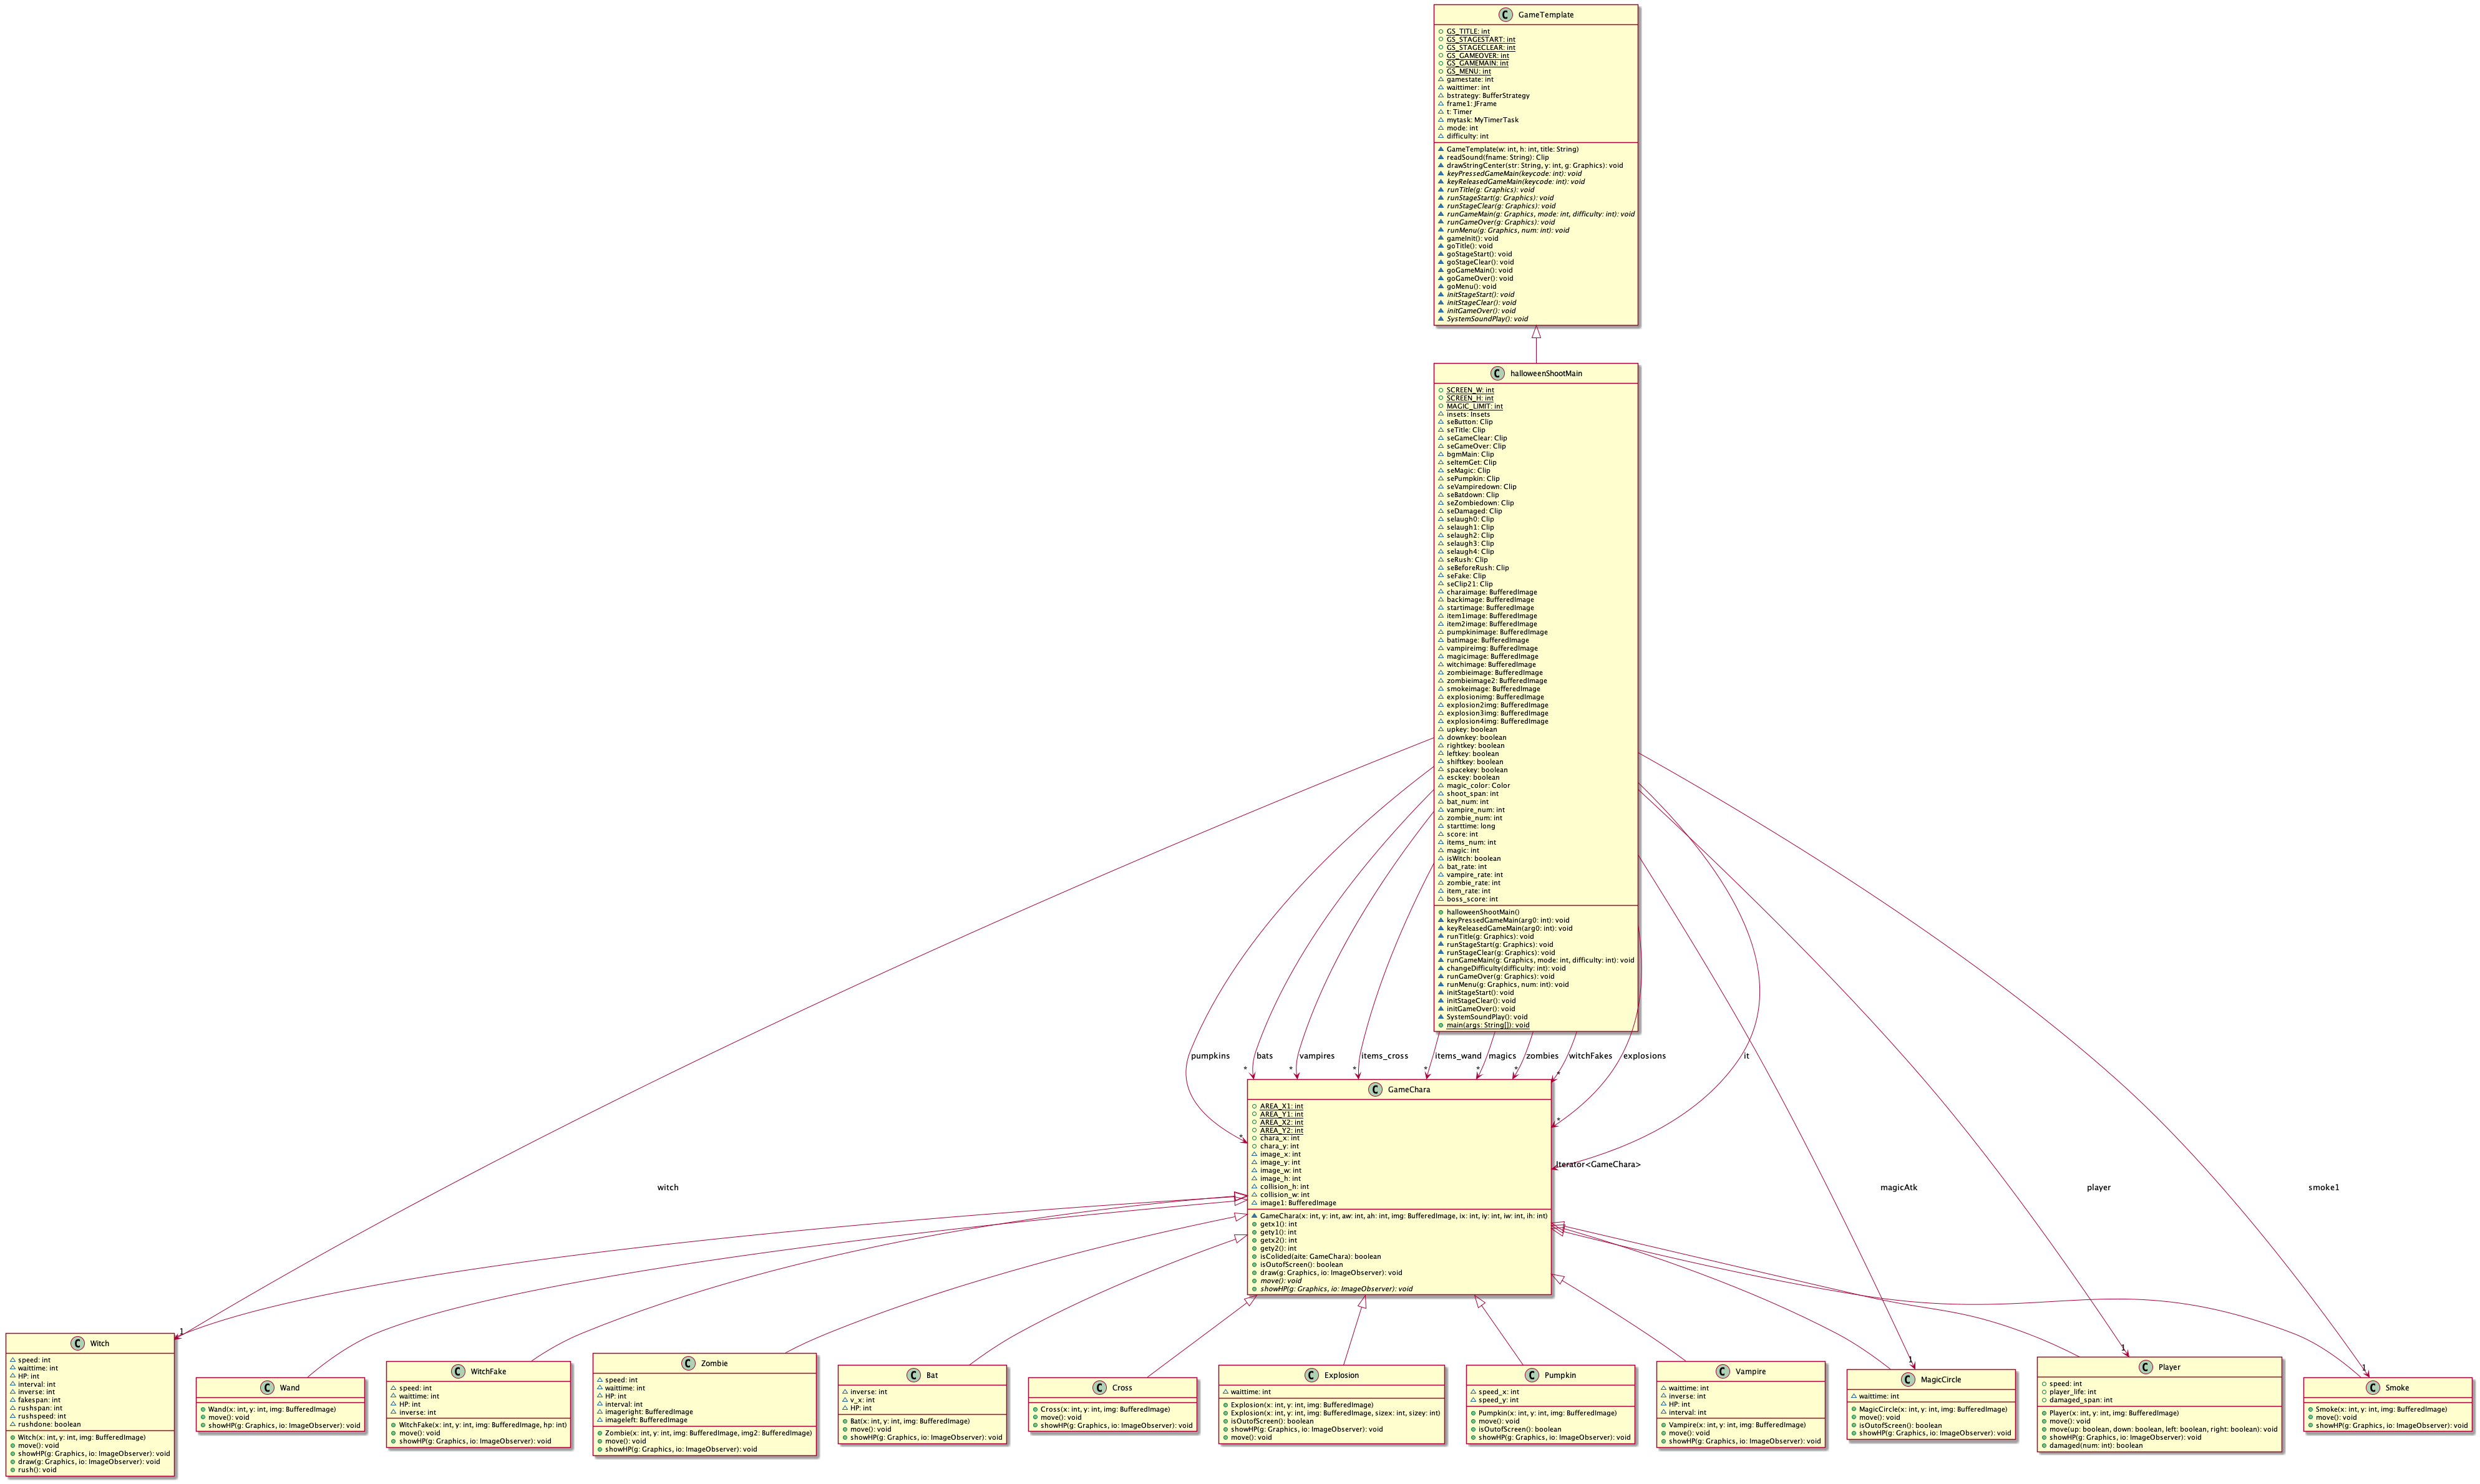 GameTemplate
GS_TITLE: int
GS_STAGESTART: int
GS_STAGECLEAR: int
GS_GAMEOVER: int
GS_GAMEMAIN: int
GS_MENU: int
gamestate: int
waittimer: int
bstrategy: BufferStrategy
frame1: JFrame
t: Timer
mytask: MyTimerTask
mode: int
difficulty: int
GameTemplate(w: int, h: int, title: String)
readSound(fname: String): Clip
drawStringCenter(str: String, y: int, g: Graphics): void
keyPressedGameMain(keycode: int): void
keyReleasedGameMain(keycode: int): void
runTitle(g: Graphics): void
runStageStart(g: Graphics): void
runStageClear(g: Graphics): void
runGameMain(g: Graphics, mode: int, difficulty: int): void
runGameOver(g: Graphics): void
runMenu(g: Graphics, num: int): void
gameInit(): void
goTitle(): void
goStageStart(): void
goStageClear(): void
goGameMain(): void
goGameOver(): void
goMenu(): void
initStageStart(): void
initStageClear(): void
initGameOver(): void
SystemSoundPlay(): void
halloweenShootMain
SCREEN_W: int
SCREEN_H: int
MAGIC_LIMIT: int
insets: Insets
seButton: Clip
seTitle: Clip
seGameClear: Clip
seGameOver: Clip
bgmMain: Clip
seItemGet: Clip
seMagic: Clip
sePumpkin: Clip
seVampiredown: Clip
seBatdown: Clip
seZombiedown: Clip
seDamaged: Clip
selaugh0: Clip
selaugh1: Clip
selaugh2: Clip
selaugh3: Clip
selaugh4: Clip
seRush: Clip
seBeforeRush: Clip
seFake: Clip
seClip21: Clip
charaimage: BufferedImage
backimage: BufferedImage
startimage: BufferedImage
item1image: BufferedImage
item2image: BufferedImage
pumpkinimage: BufferedImage
batimage: BufferedImage
vampireimg: BufferedImage
magicimage: BufferedImage
witchimage: BufferedImage
zombieimage: BufferedImage
zombieimage2: BufferedImage
smokeimage: BufferedImage
explosionimg: BufferedImage
explosion2img: BufferedImage
explosion3img: BufferedImage
explosion4img: BufferedImage
upkey: boolean
downkey: boolean
rightkey: boolean
leftkey: boolean
shiftkey: boolean
spacekey: boolean
esckey: boolean
magic_color: Color
shoot_span: int
bat_num: int
vampire_num: int
zombie_num: int
starttime: long
score: int
items_num: int
magic: int
isWitch: boolean
bat_rate: int
vampire_rate: int
zombie_rate: int
item_rate: int
boss_score: int
halloweenShootMain()
keyPressedGameMain(arg0: int): void
keyReleasedGameMain(arg0: int): void
runTitle(g: Graphics): void
runStageStart(g: Graphics): void
runStageClear(g: Graphics): void
runGameMain(g: Graphics, mode: int, difficulty: int): void
changeDifficulty(difficulty: int): void
runGameOver(g: Graphics): void
runMenu(g: Graphics, num: int): void
initStageStart(): void
initStageClear(): void
initGameOver(): void
SystemSoundPlay(): void
main(args: String[]): void
pumpkins bats vampires items_cross items_wand magics zombies witchFakes explosions it
* * * * * * *
GameChara
AREA_X1: int
AREA_Y1: int
AREA_X2: int
AREA_Y2: int
chara_x: int
chara_y: int
image_x: int
image_y: int
image_w: int
image_h: int
collision_h: int
collision_w: int
image1: BufferedImage
GameChara(x: int, y: int, aw: int, ah: int, img: BufferedImage, ix: int, iy: int, iw: int, ih: int)
getx1(): int
gety1(): int
getx2(): int
gety2(): int
isColided(aite: GameChara): boolean
isOutofScreen(): boolean
draw(g: Graphics, io: ImageObserver): void
move(): void
showHP(g: Graphics, io: ImageObserver): void
* *
Iterator<GameChara>
witch magicAtk player smoke1
1 1 1 1
Witch
speed: int
waittime: int
HP: int
interval: int
inverse: int
fakespan: int
rushspan: int
rushspeed: int
rushdone: boolean
Witch(x: int, y: int, img: BufferedImage)
move(): void
showHP(g: Graphics, io: ImageObserver): void
draw(g: Graphics, io: ImageObserver): void
rush(): void
Wand
Wand(x: int, y: int, img: BufferedImage)
move(): void
showHP(g: Graphics, io: ImageObserver): void
WitchFake
speed: int
waittime: int
HP: int
inverse: int
WitchFake(x: int, y: int, img: BufferedImage, hp: int)
move(): void
showHP(g: Graphics, io: ImageObserver): void
Zombie
speed: int
waittime: int
HP: int
interval: int
imageright: BufferedImage
imageleft: BufferedImage
Zombie(x: int, y: int, img: BufferedImage, img2: BufferedImage)
move(): void
showHP(g: Graphics, io: ImageObserver): void
Bat
inverse: int
v_x: int
HP: int
Bat(x: int, y: int, img: BufferedImage)
move(): void
showHP(g: Graphics, io: ImageObserver): void
Cross
Cross(x: int, y: int, img: BufferedImage)
move(): void
showHP(g: Graphics, io: ImageObserver): void
Explosion
waittime: int
Explosion(x: int, y: int, img: BufferedImage)
Explosion(x: int, y: int, img: BufferedImage, sizex: int, sizey: int)
isOutofScreen(): boolean
showHP(g: Graphics, io: ImageObserver): void
move(): void
Pumpkin
speed_x: int
speed_y: int
Pumpkin(x: int, y: int, img: BufferedImage)
move(): void
isOutofScreen(): boolean
showHP(g: Graphics, io: ImageObserver): void
Vampire
waittime: int
inverse: int
HP: int
interval: int
Vampire(x: int, y: int, img: BufferedImage)
move(): void
showHP(g: Graphics, io: ImageObserver): void
MagicCircle
waittime: int
MagicCircle(x: int, y: int, img: BufferedImage)
move(): void
isOutofScreen(): boolean
showHP(g: Graphics, io: ImageObserver): void
Player
speed: int
player_life: int
damaged_span: int
Player(x: int, y: int, img: BufferedImage)
move(): void
move(up: boolean, down: boolean, left: boolean, right: boolean): void
showHP(g: Graphics, io: ImageObserver): void
damaged(num: int): boolean
Smoke
Smoke(x: int, y: int, img: BufferedImage)
move(): void
showHP(g: Graphics, io: ImageObserver): void